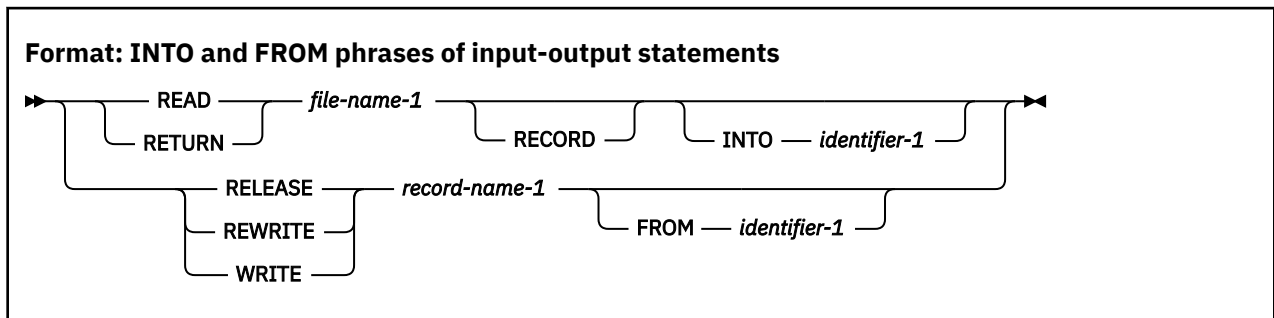 Format: INTO and FROM phrases of input-output statements
READ file-name-1
RETURN RECORD INTO identifier-1
RELEASE record-name-1
REWRITE FROM identifier-1
WRITE